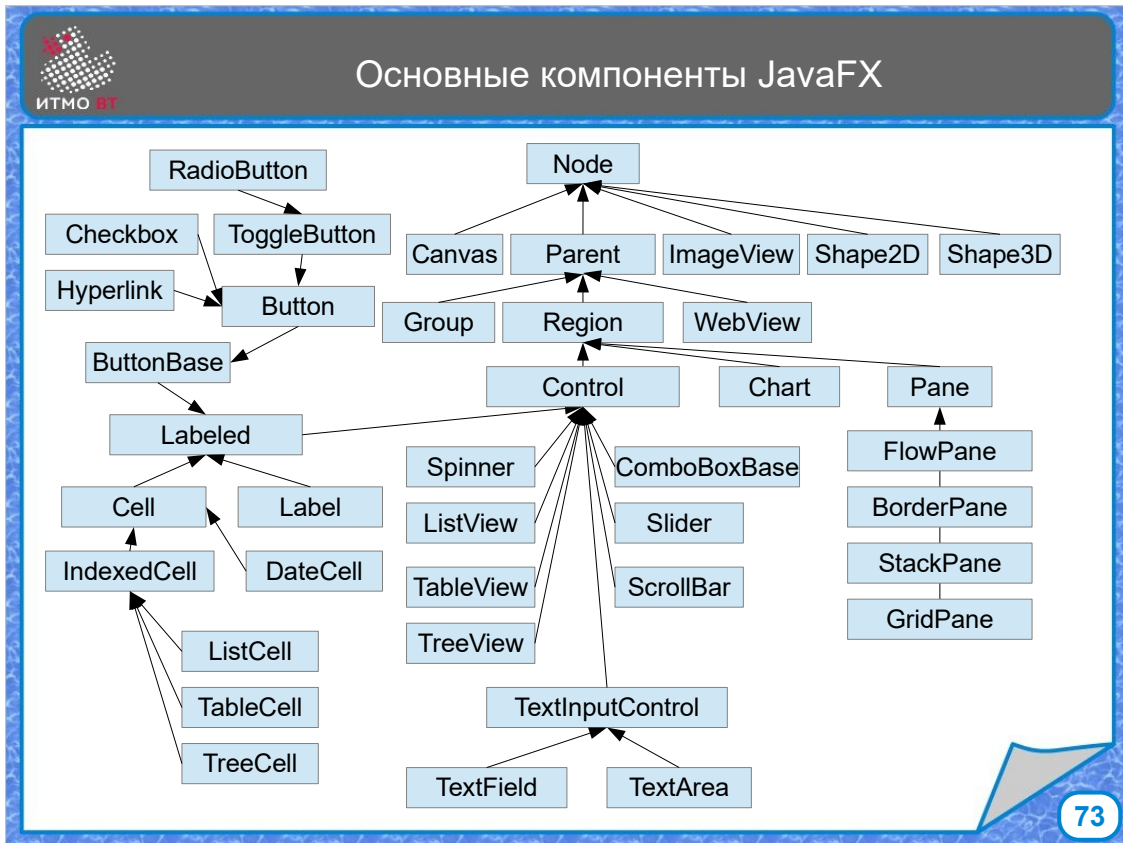 ИТМО ВТ
Основные компоненты JavaFX
RadioButton
Node
Checkbox
ToggleButton
Canvas
Parent
ImageView
Shape2D
Shape3D
Hyperlink
Button
Group
Region
WebView
ButtonBase
Control
Chart
Pane
Labeled
Spinner
ComboBoxBase
FlowPane
Cell
Label
ListView
Slider
BorderPane
IndexedCell
DateCell
TableView
ScrollBar
StackPane
TreeView
GridPane
ListCell
TableCell
TextInputControl
TreeCell
TextField
TextArea
73